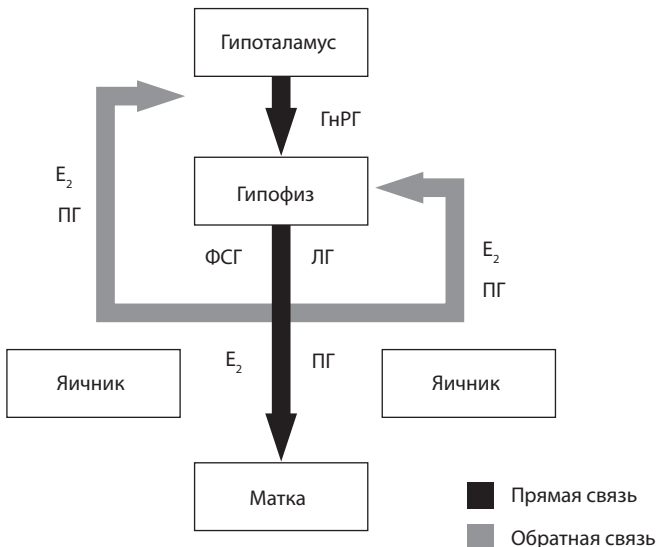 Гипоталамус
ГнРГ
E₂
ПГ
Гипофиз
ФСГ ЛГ
E₂
ПГ
E₂ ПГ
Яичник
Яичник
Матка
Прямая связь
Обратная связь